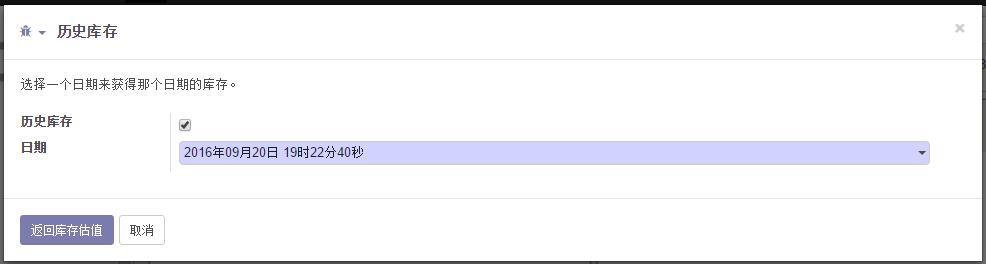 历史库存
×
选择一个日期来获得那个日期的库存。
历史库存
日期
2016年09月20日 19时22分40秒
返回库存估值 取消